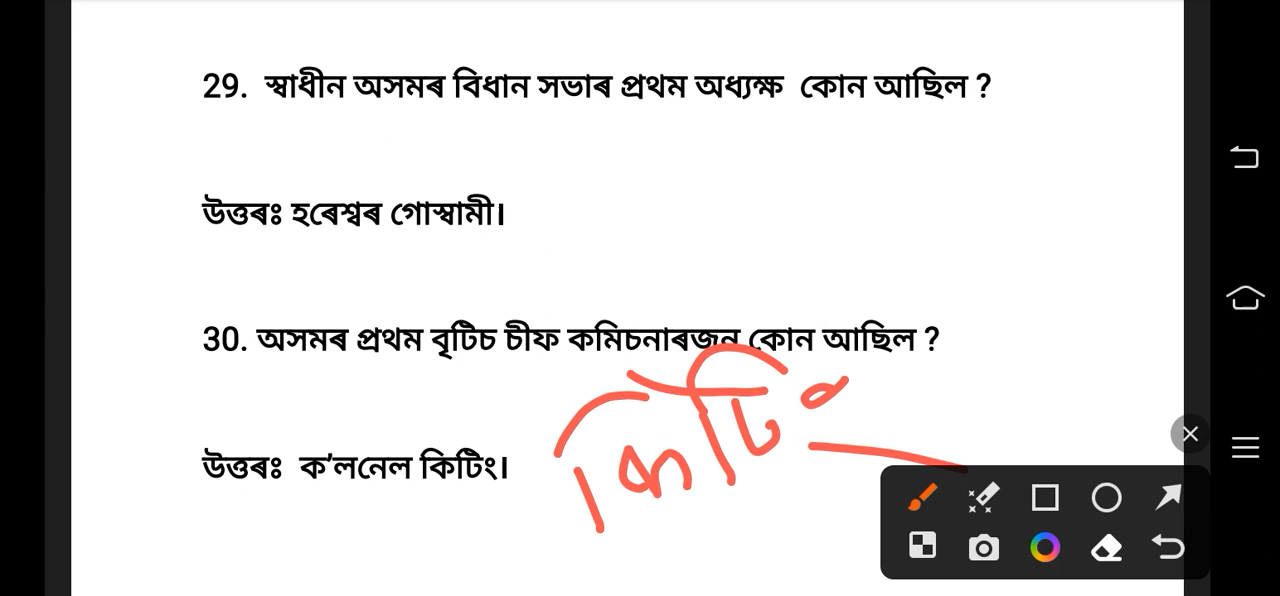 29. স্বাধীন অসমৰ বিধান সভাৰ প্ৰথম অধ্যক্ষ কোন আছিল ?
উত্তৰঃ হৰেশ্বৰ গোস্বামী।
30. অসমৰ প্ৰথম বৃটিচ চীফ কমিচনাৰজন কোন আছিল ?
উত্তৰঃ ক'লনেল কিটিং।
কিটিং